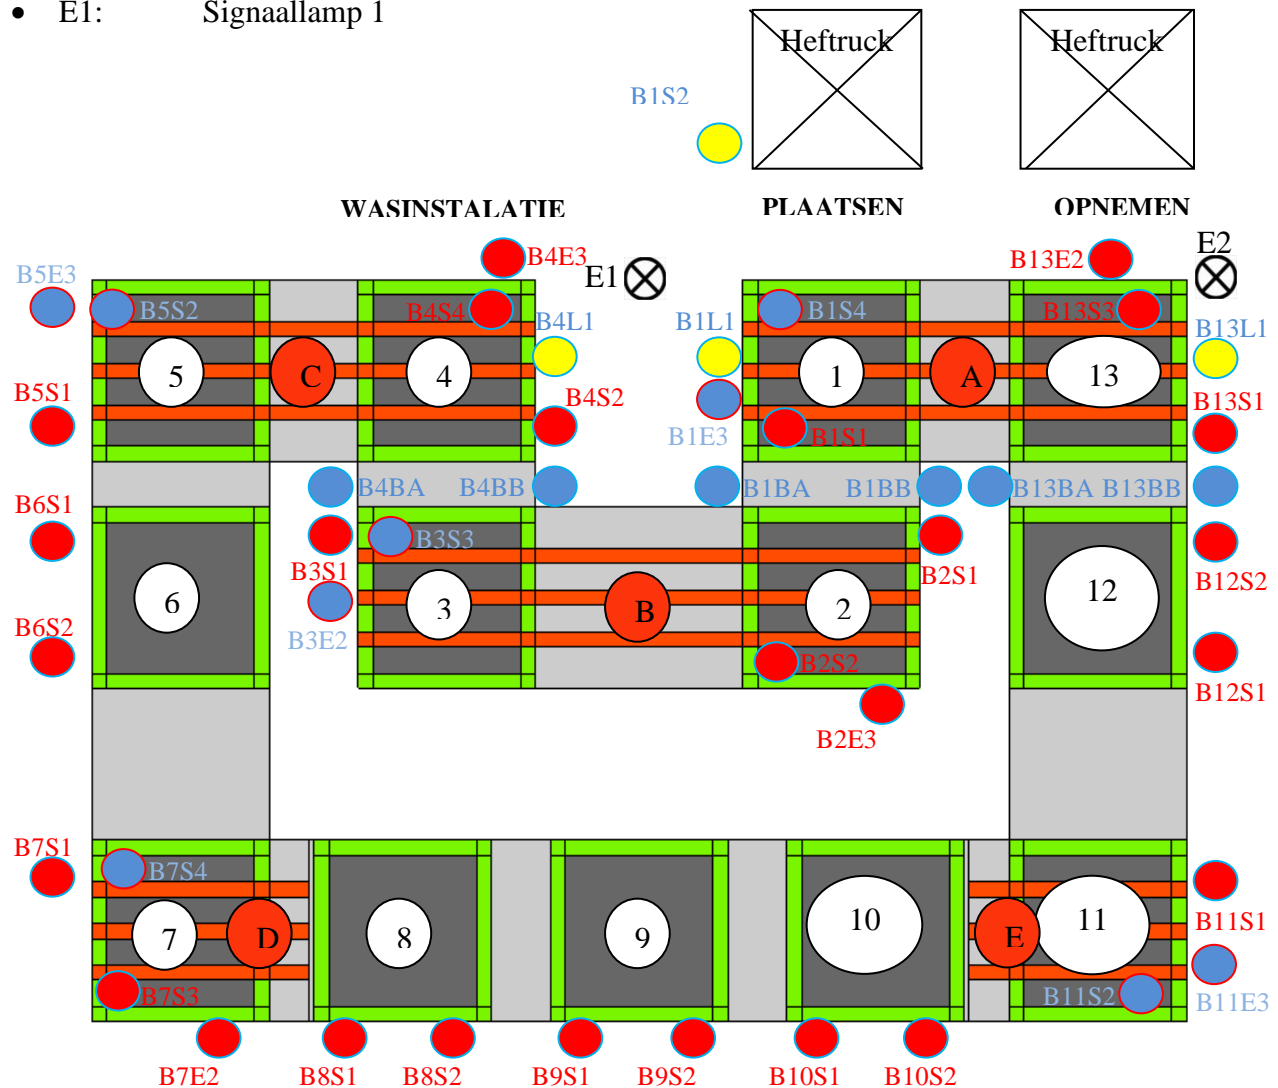 • E1: Signaallamp 1
Heftruck Heftruck
B1S2
WASINSTALATIE PLAATSEN OPNEMEN
E2
B4E3 B13E2
E1
B5E3
B5S2 B4S4 B1S4 B13S3
B4L1 B1L1 B13L1
5 C 4 1 A 13
B5S1 B4S2 B13S1
B1E3 B1S1
B4BA B4BB B1BA B1BB B13BA B13BB
B6S1
B3S3
B3S1 B2S1 B12S2
6 3 B 2 12
B6S2 B3E2
B2S2 B12S1
B2E3
B7S1
B7S4
B11S1
7 D 8 9 10 E 11
B7S3 B11S2 B11E3
B7E2 B8S1 B8S2 B9S1 B9S2 B10S1 B10S2